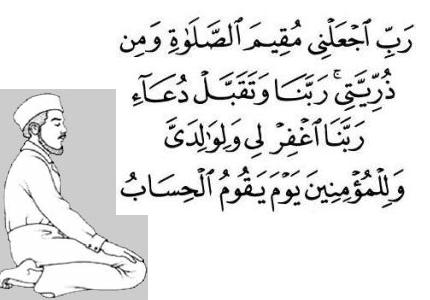 رَبِّ ٱجْعَلْنِى مُقِيمَ ٱلصَّلَوٰةِ وَمِن
ذُرِّيَّتِى ۚ رَبَّنَا وَتَقَبَّلْ دُعَآءِ
رَبَّنَا ٱغْفِرْ لِى وَلِوَٰلِدَىَّ
وَلِلْمُؤْمِنِينَ يَوْمَ يَقُومُ ٱلْحِسَابُ